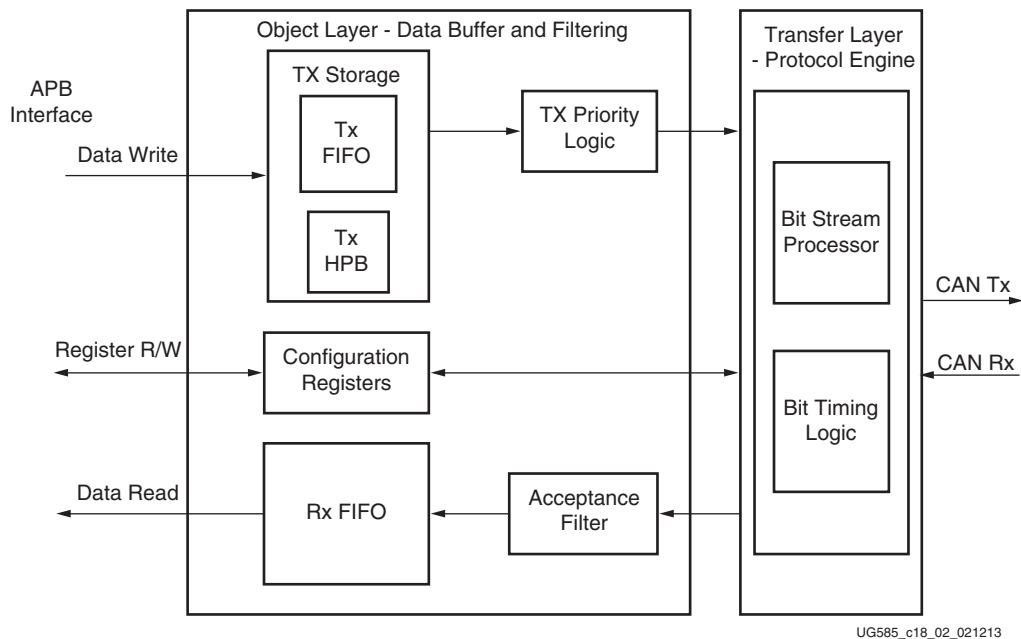 Object Layer - Data Buffer and Filtering
Transfer Layer
- Protocol Engine
APB
Interface
TX Storage
Tx
FIFO
TX Priority
Logic
Data Write
Tx
HPB
Bit Stream
Processor
CAN Tx
Register R/W
Configuration
Registers
CAN Rx
Bit Timing
Logic
Data Read
Rx FIFO
Acceptance
Filter
UG585_c18_02_021213